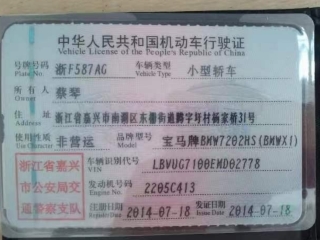 中华人民共和国机动车行驶证
Vehicle License of the People's Republic of China
号牌号码 浙F587AG 车辆类型 小型轿车
Plate No. Vehicle Type
所有人 蔡琴
Owner
住址 浙江省嘉兴市南湖区东栅街道踏字圩村杨家桥31号
Address
使用性质 非营运 品牌型号 宝马牌BMW7202HS(BMWX1)
Use Character Model
浙江省嘉兴市公安局交通警察支队
车辆识别代号 LBVUG7100EMD02778
VIN
发动机号码 2205C413
Engine No.
注册日期 2014-07-18 发证日期 2014-07-18
Register Date Issue Date